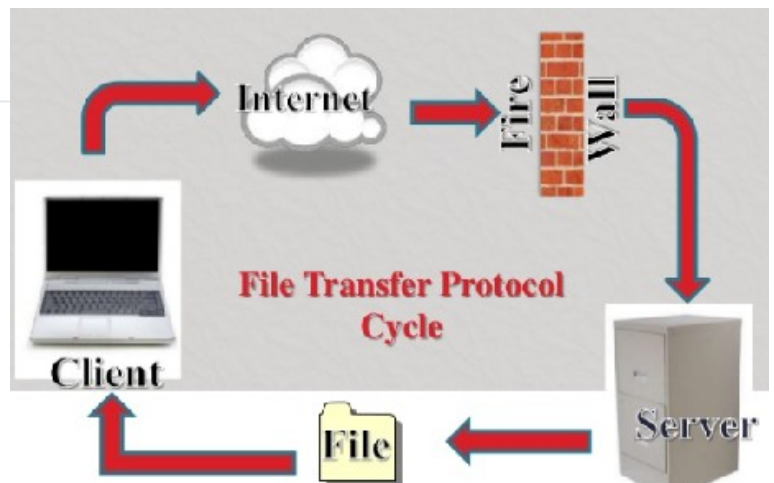 Internet
Fire
Wall
File Transfer Protocol
Cycle
Client
File
Server